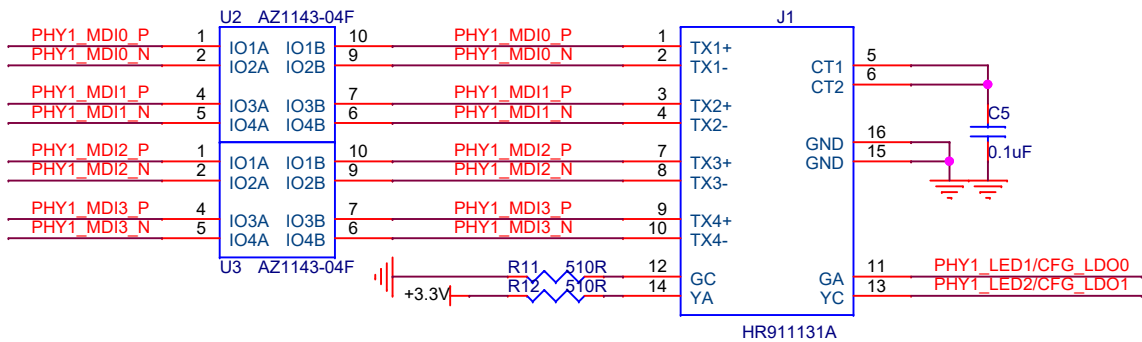 U2 AZ1143-04F J1
PHY1_MDI0_P 1 IO1A IO1B 10 PHY1_MDI0_P 1 TX1+
PHY1_MDI0_N 2 IO2A IO2B 9 PHY1_MDI0_N 2 TX1-
CT1 5
CT2 6
PHY1_MDI1_P 4 IO3A IO3B 7 PHY1_MDI1_P 3 TX2+
PHY1_MDI1_N 5 IO4A IO4B 6 PHY1_MDI1_N 4 TX2-
C5
0.1uF
GND 16
GND 15
PHY1_MDI2_P 1 IO1A IO1B 10 PHY1_MDI2_P 7 TX3+
PHY1_MDI2_N 2 IO2A IO2B 9 PHY1_MDI2_N 8 TX3-
PHY1_MDI3_P 4 IO3A IO3B 7 PHY1_MDI3_P 9 TX4+
PHY1_MDI3_N 5 IO4A IO4B 6 PHY1_MDI3_N 10 TX4-
U3 AZ1143-04F
R11 510R 12 GC GA 11 PHY1_LED1/CFG_LDO0
+3.3V R12 510R 14 YA YC 13 PHY1_LED2/CFG_LDO1
HR911131A